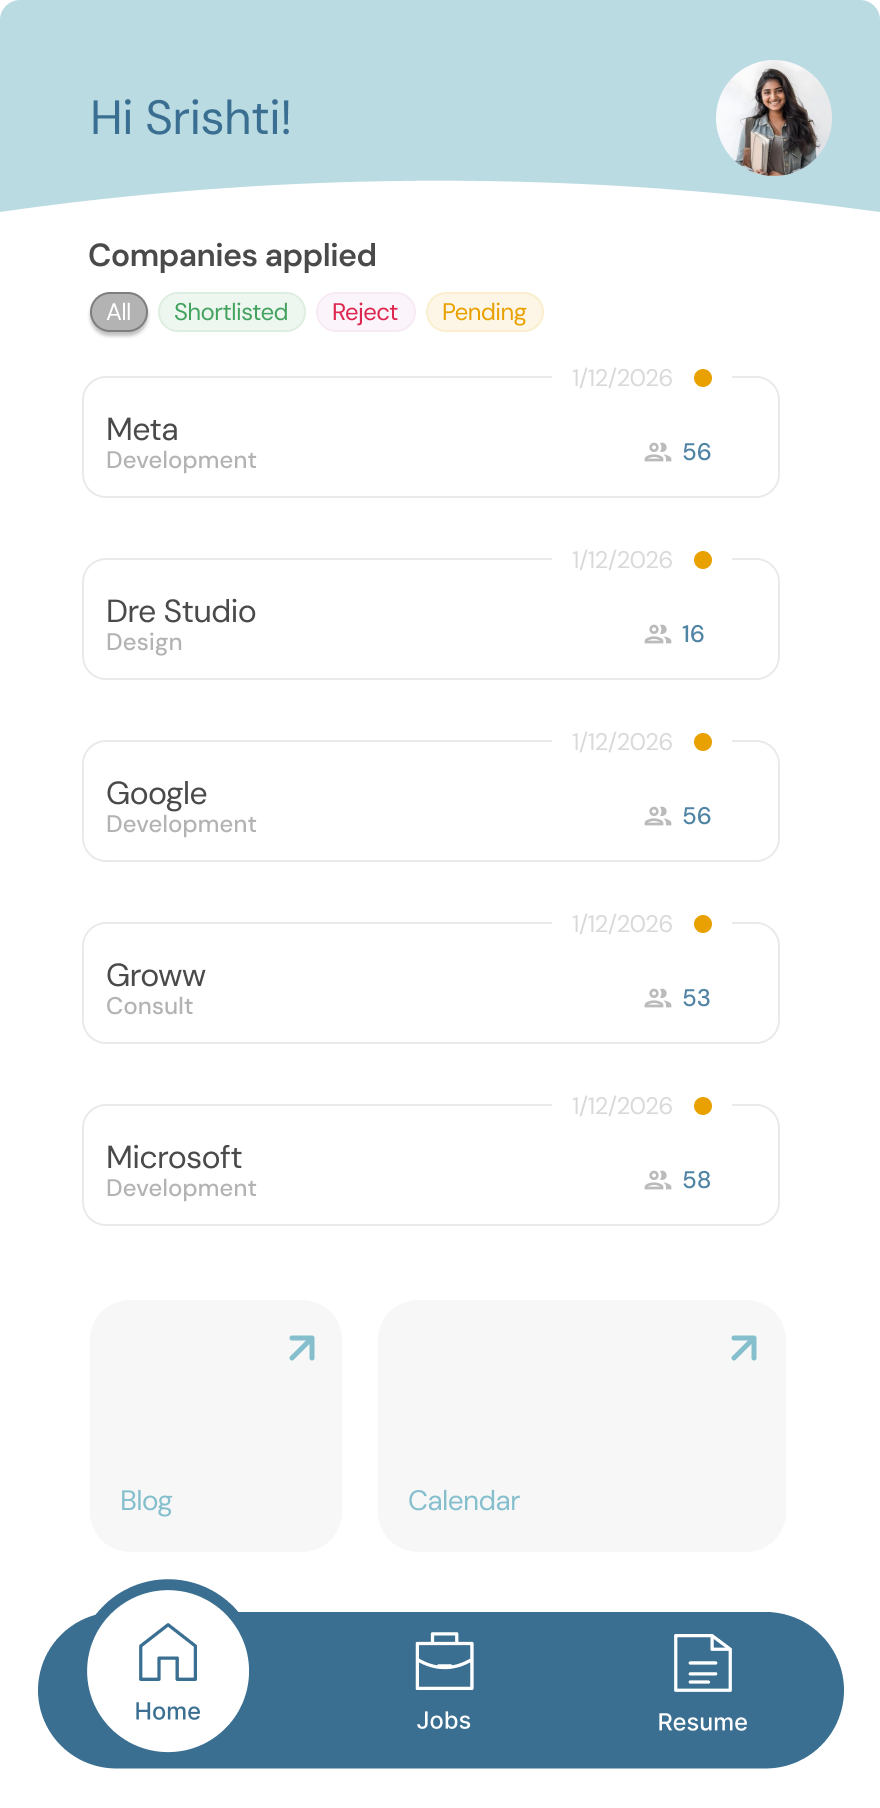 Hi Srishti!
Companies applied
All Shortlisted Reject Pending
1/12/2026
Meta
Development
56
1/12/2026
Dre Studio
Design
16
1/12/2026
Google
Development
56
1/12/2026
Groww
Consult
53
1/12/2026
Microsoft
Development
58
Blog Calendar
Home Jobs Resume